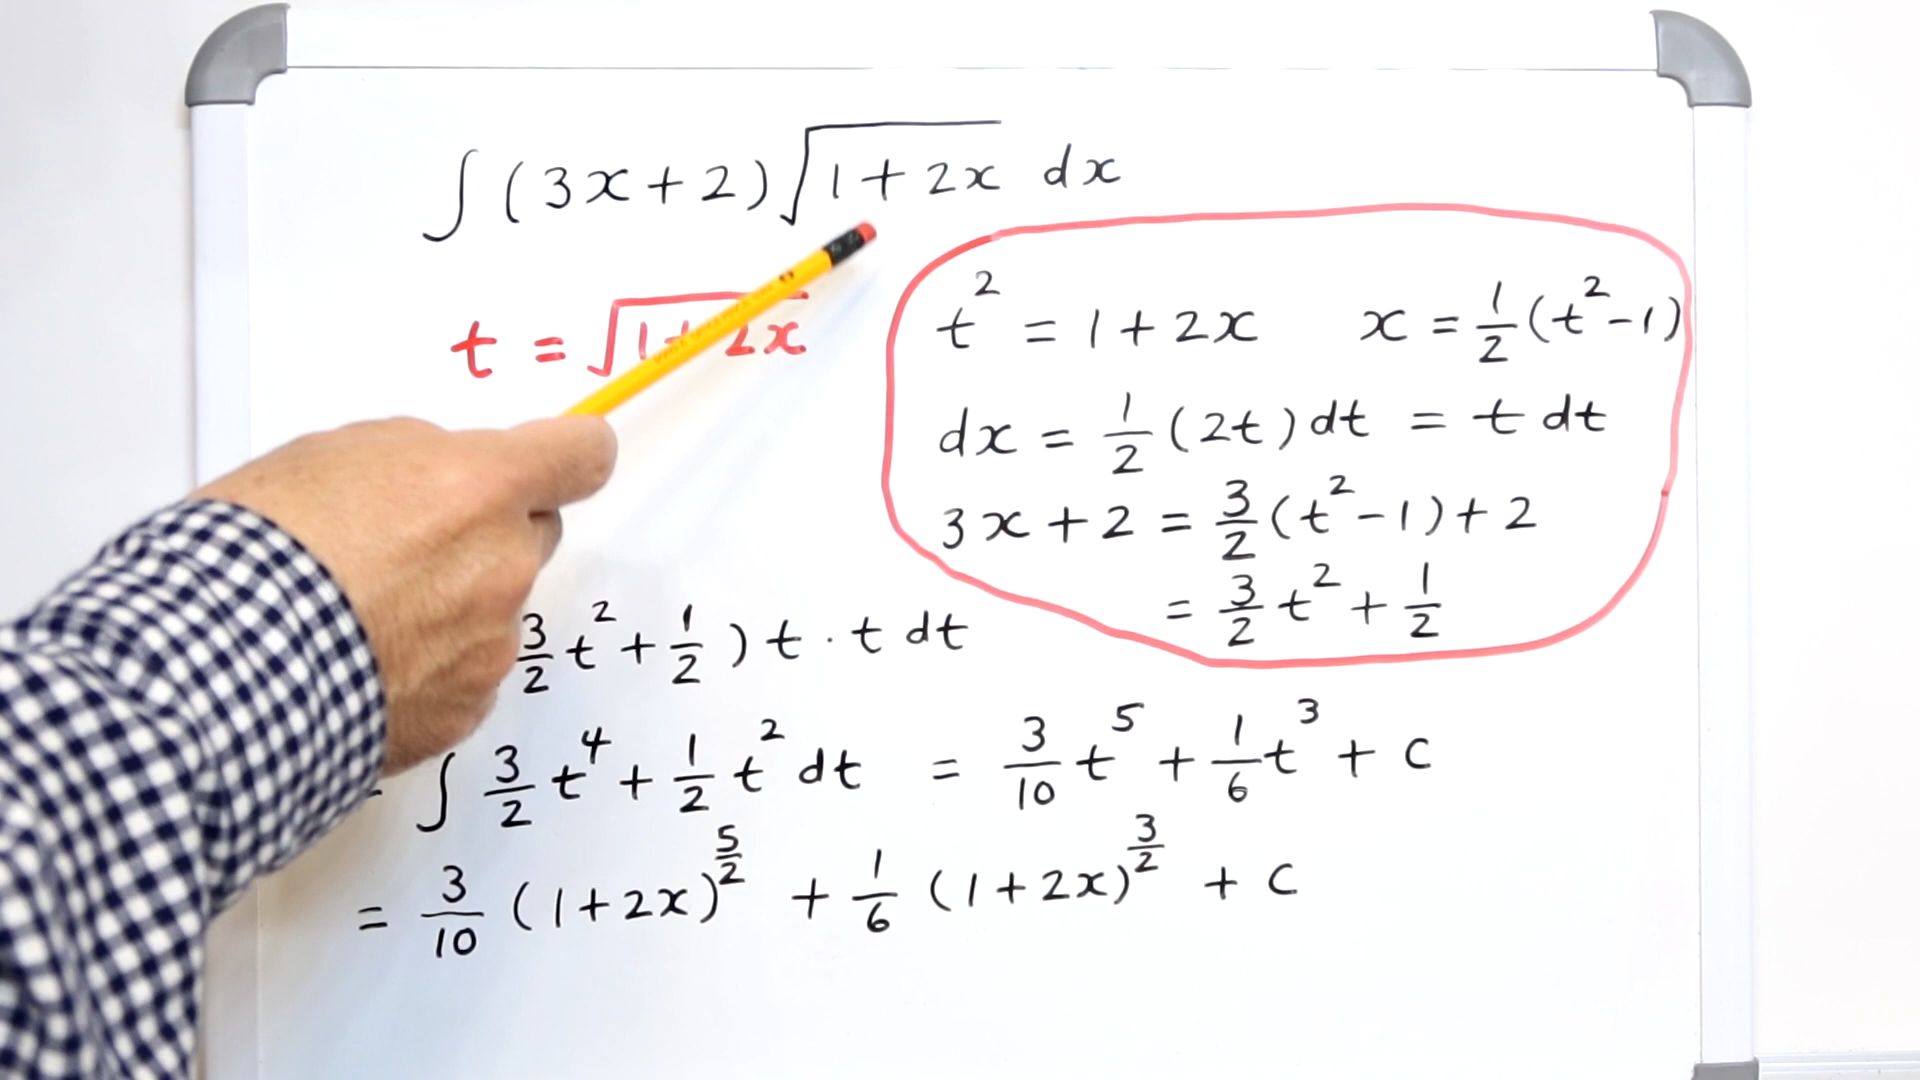 ∫ (3x+2)√(1+2x) dx
t = √(1+2x)
t² = 1+2x x = 1/2(t²-1)
dx = 1/2(2t)dt = t dt
3x+2 = 3/2(t²-1)+2
= 3/2 t² + 1/2
3/2 t² + 1/2 ) t · t dt
∫ 3/2 t⁴ + 1/2 t² dt = 3/10 t⁵ + 1/6 t³ + c
= 3/10 (1+2x)^(5/2) + 1/6 (1+2x)^(3/2) + c